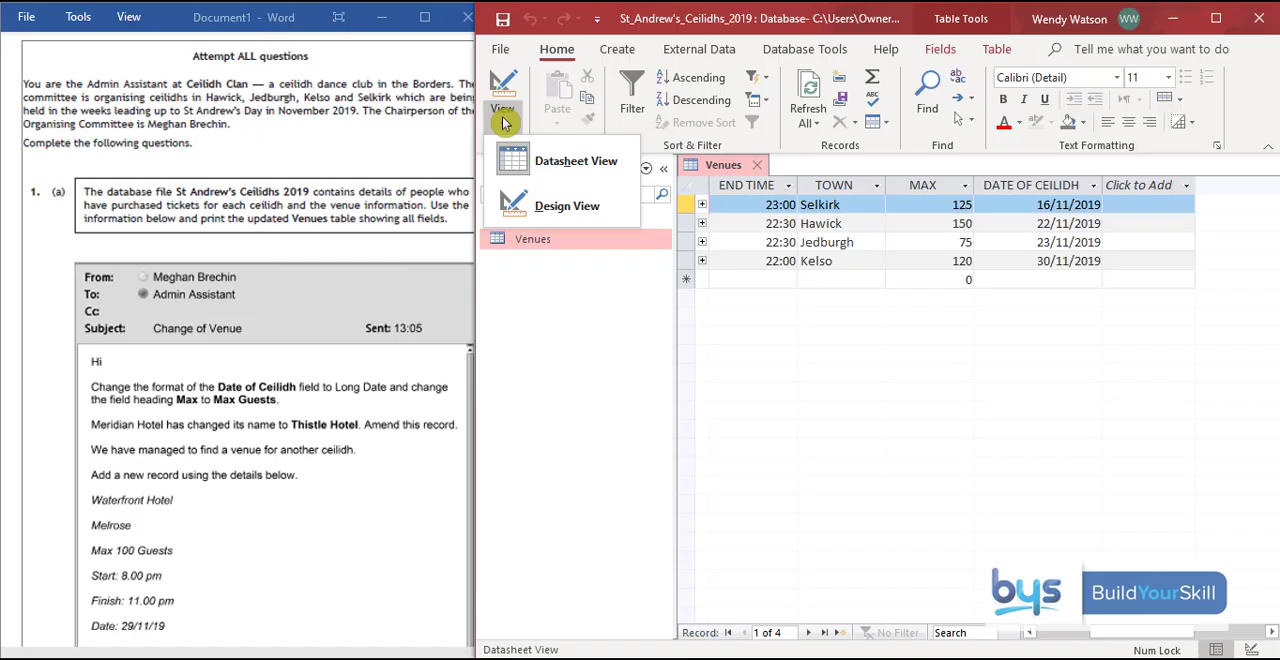 File Tools View Document1 - Word
Attempt ALL questions
You are the Admin Assistant at Ceilidh Clan — a ceilidh dance club in the Borders. The
committee is organising ceilidhs in Hawick, Jedburgh, Kelso and Selkirk which are being
held in the weeks leading up to St Andrew's Day in November 2019. The Chairperson of the
Organising Committee is Meghan Brechin.
Complete the following questions.
1. (a) The database file St Andrew's Ceilidhs 2019 contains details of people who
have purchased tickets for each ceilidh and the venue information. Use the
information below and print the updated Venues table showing all fields.
From: Meghan Brechin
To: Admin Assistant
Cc:
Subject: Change of Venue Sent: 13:05
Hi
Change the format of the Date of Ceilidh field to Long Date and change
the field heading Max to Max Guests.
Meridian Hotel has changed its name to Thistle Hotel. Amend this record.
We have managed to find a venue for another ceilidh.
Add a new record using the details below.
Waterfront Hotel
Melrose
Max 100 Guests
Start: 8.00 pm
Finish: 11.00 pm
Date: 29/11/19
St_Andrew's_Ceilidhs_2019 : Database- C:\Users\Owner... Table Tools Wendy Watson WW
File Home Create External Data Database Tools Help Fields Table Tell me what you want to do
View Paste Filter Ascending Descending Remove Sort Refresh All Find Calibri (Detail) 11
B I U A
Sort & Filter Records Find Text Formatting
Datasheet View
Design View
Venues
Venues
END TIME TOWN MAX DATE OF CEILIDH Click to Add
23:00 Selkirk 125 16/11/2019
22:30 Hawick 150 22/11/2019
22:30 Jedburgh 75 23/11/2019
22:00 Kelso 120 30/11/2019
0
bys BuildYourSkill
Record: 1 of 4 No Filter Search
Datasheet View Num Lock